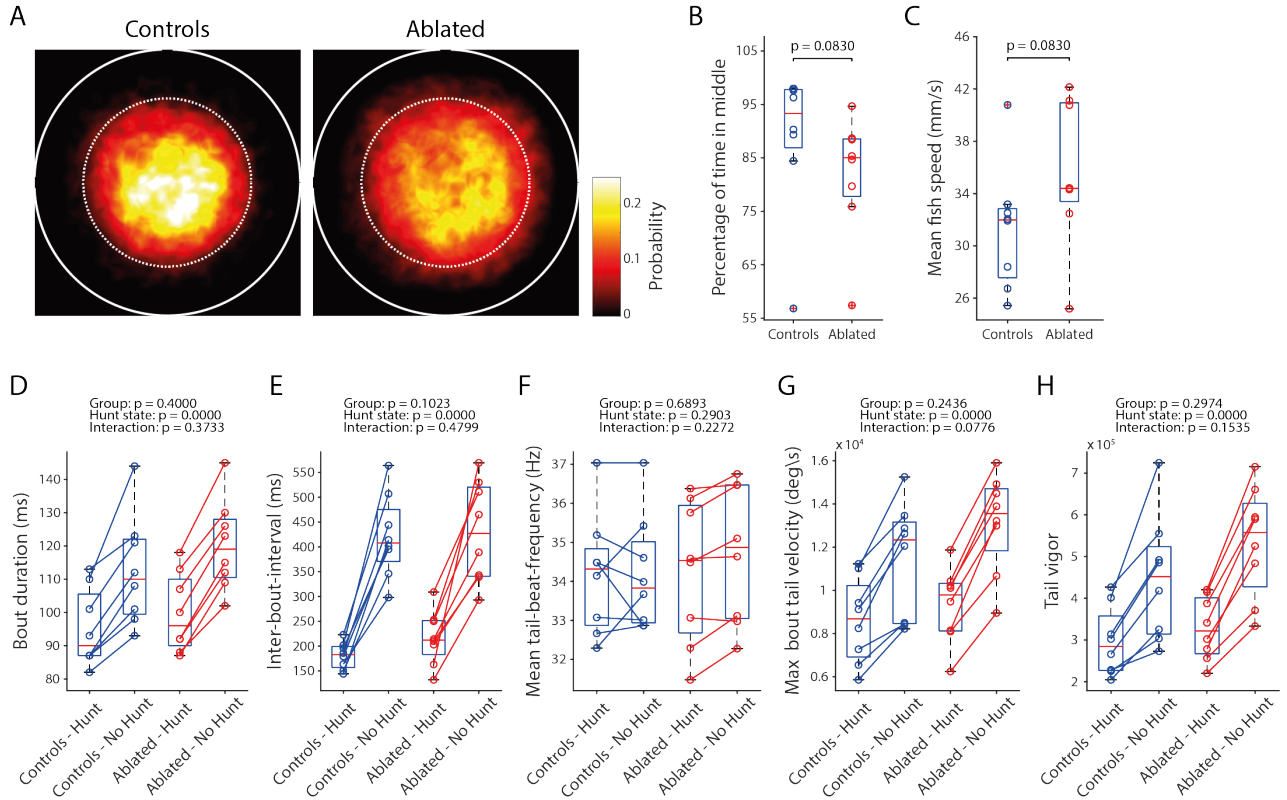 A
Controls
Ablated
0.2
0.1
0
Probability
B
p = 0.0830
105
95
85
75
65
55
Percentage of time in middle
Controls
Ablated
C
p = 0.0830
46
42
38
34
30
26
Mean fish speed (mm/s)
Controls
Ablated
D
Group: p = 0.4000
Hunt state: p = 0.0000
Interaction: p = 0.3733
140
130
120
110
100
90
80
Bout duration (ms)
Controls - Hunt
Controls - No Hunt
Ablated - Hunt
Ablated - No Hunt
E
Group: p = 0.1023
Hunt state: p = 0.0000
Interaction: p = 0.4799
550
500
450
400
350
300
250
200
150
Inter-bout-interval (ms)
Controls - Hunt
Controls - No Hunt
Ablated - Hunt
Ablated - No Hunt
F
Group: p = 0.6893
Hunt state: p = 0.2903
Interaction: p = 0.2272
37
36
35
34
33
32
Mean tail-beat-frequency (Hz)
Controls - Hunt
Controls - No Hunt
Ablated - Hunt
Ablated - No Hunt
G
Group: p = 0.2436
Hunt state: p = 0.0000
Interaction: p = 0.0776
x 10⁴
1.6
1.4
1.2
10
0.8
0.6
Max bout tail velocity (deg\s)
Controls - Hunt
Controls - No Hunt
Ablated - Hunt
Ablated - No Hunt
H
Group: p = 0.2974
Hunt state: p = 0.0000
Interaction: p = 0.1535
x 10⁵
7
6
5
4
3
2
Tail vigor
Controls - Hunt
Controls - No Hunt
Ablated - Hunt
Ablated - No Hunt